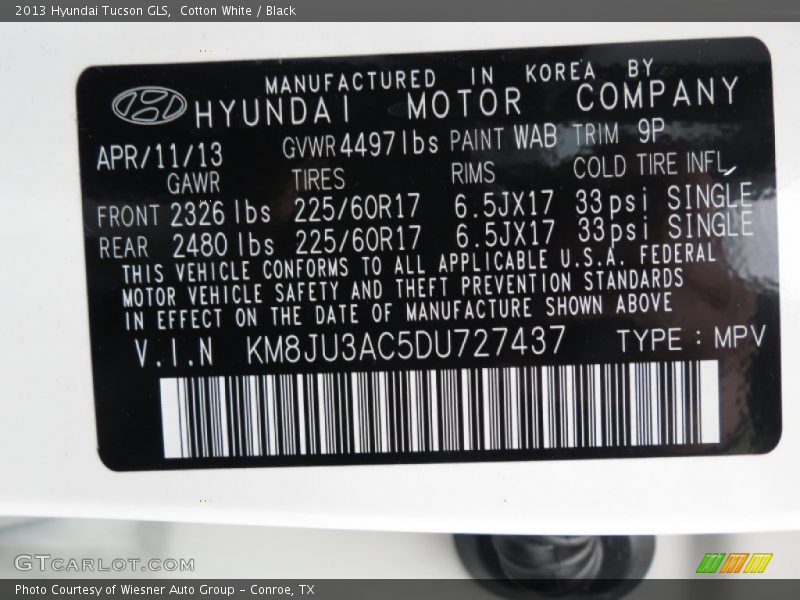 2013 Hyundai Tucson GLS,  Cotton White / Black
MANUFACTURED IN KOREA BY
HYUNDAI MOTOR COMPANY
APR/11/13 GVWR 4497lbs PAINT WAB TRIM 9P
GAWR TIRES RIMS COLD TIRE INFL.
FRONT 2326 lbs 225/60R17 6.5JX17 33psi SINGLE
REAR 2480 lbs 225/60R17 6.5JX17 33psi SINGLE
THIS VEHICLE CONFORMS TO ALL APPLICABLE U.S.A. FEDERAL
MOTOR VEHICLE SAFETY AND THEFT PREVENTION STANDARDS
IN EFFECT ON THE DATE OF MANUFACTURE SHOWN ABOVE
V.I.N KM8JU3AC5DU727437 TYPE : MPV
GTCARLOT.COM
Photo Courtesy of Wiesner Auto Group - Conroe, TX